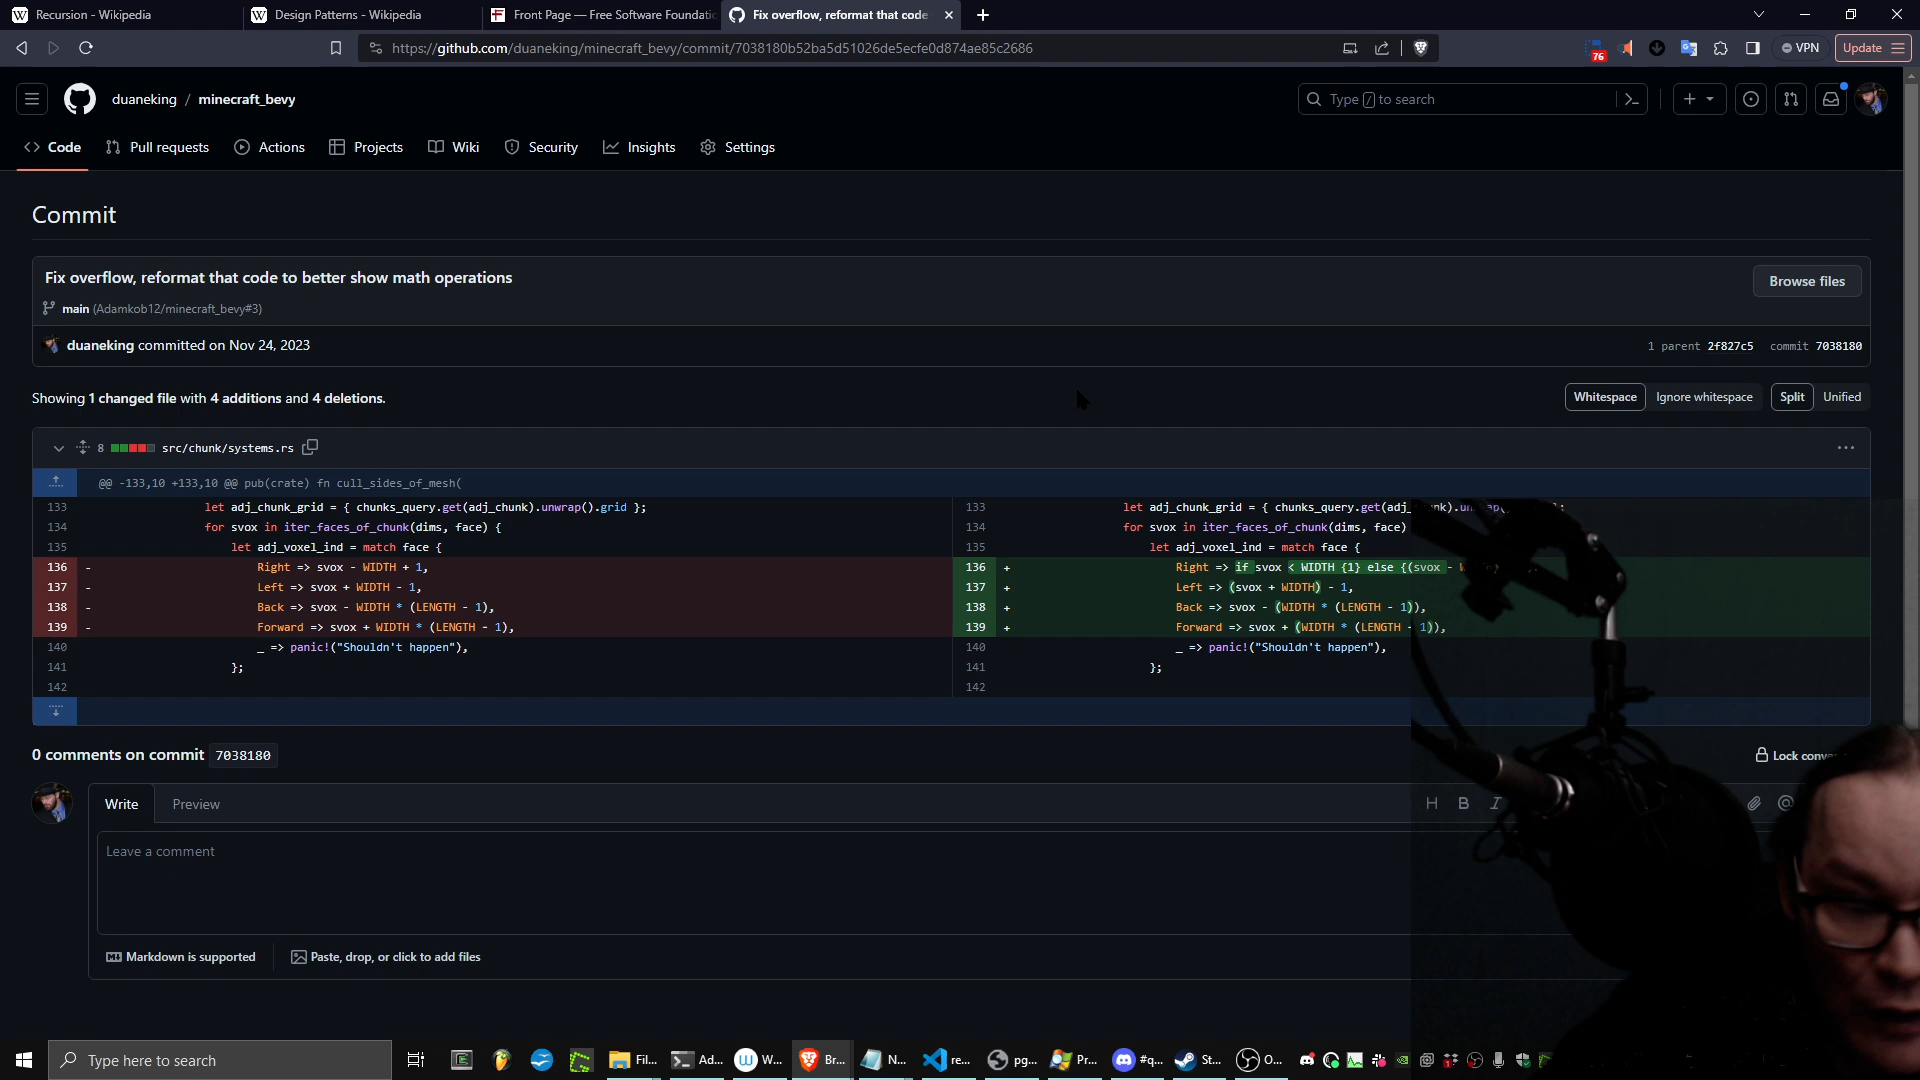 Recursion - Wikipedia
Design Patterns - Wikipedia
Front Page — Free Software Foundatic
Fix overflow, reformat that code
https://github.com/duaneking/minecraft_bevy/commit/7038180b52ba5d51026de5ecfe0d874ae85c2686
76
VPN
Update
duaneking / minecraft_bevy
Type / to search
Code
Pull requests
Actions
Projects
Wiki
Security
Insights
Settings
Commit
Fix overflow, reformat that code to better show math operations
Browse files
main (Adamkob12/minecraft_bevy#3)
duaneking committed on Nov 24, 2023
1 parent 2f827c5 commit 7038180
Showing 1 changed file with 4 additions and 4 deletions.
Whitespace Ignore whitespace Split Unified
8 src/chunk/systems.rs
@@ -133,10 +133,10 @@ pub(crate) fn cull_sides_of_mesh(
133 let adj_chunk_grid = { chunks_query.get(adj_chunk).unwrap().grid };
134 for svox in iter_faces_of_chunk(dims, face) {
135 let adj_voxel_ind = match face {
136 - Right => svox - WIDTH + 1,
137 - Left => svox + WIDTH - 1,
138 - Back => svox - WIDTH * (LENGTH - 1),
139 - Forward => svox + WIDTH * (LENGTH - 1),
140 _ => panic!("Shouldn't happen"),
141 };
142
133 let adj_chunk_grid = { chunks_query.get(adj
134 for svox in iter_faces_of_chunk(dims, face)
135 let adj_voxel_ind = match face {
136 + Right => if svox < WIDTH {1} else {(svox -
137 + Left => (svox + WIDTH) - 1,
138 + Back => svox - (WIDTH * (LENGTH - 1)),
139 + Forward => svox + (WIDTH * (LENGTH - 1)),
140 _ => panic!("Shouldn't happen"),
141 };
142
0 comments on commit 7038180
Lock conve
Write
Preview
H B I
Leave a comment
Markdown is supported
Paste, drop, or click to add files
Type here to search
Fil...
Ad...
W...
Br...
N...
re...
pg...
Pr...
#q...
St...
O...